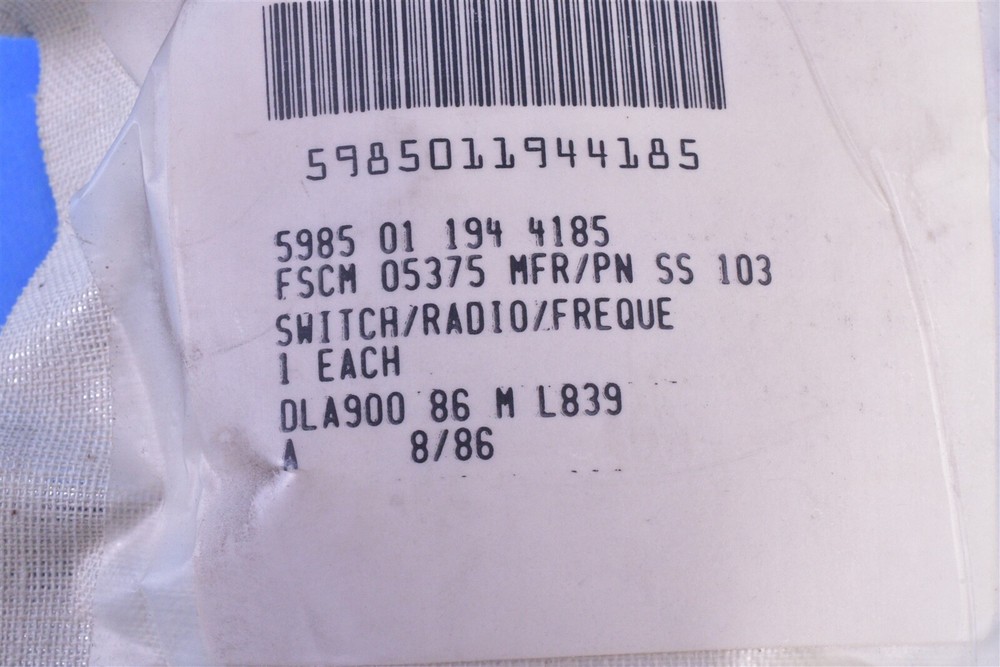 5985011944185
5985 01 194 4185
FSCM 05375 MFR/PN SS 103
SWITCH/RADIO/FREQUE
1 EACH
DLA900 86 M L839
A 8/86